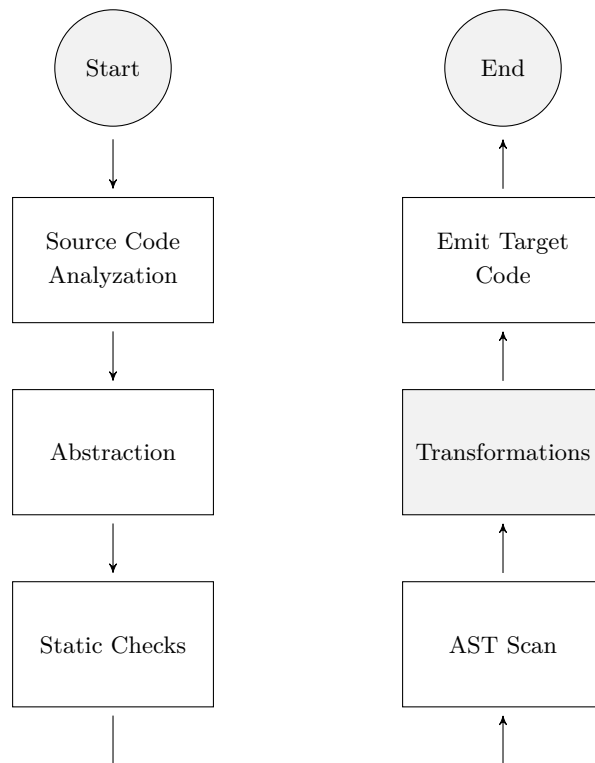 Start
Source Code
Analyzation
Abstraction
Static Checks
AST Scan
Transformations
Emit Target
Code
End